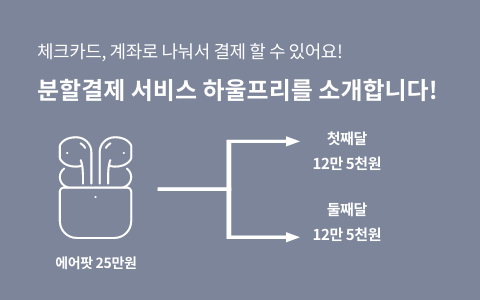 체크카드, 계좌로 나눠서 결제 할 수 있어요!
분할결제 서비스 하울프리를 소개합니다!
첫째달
12만 5천원
둘째달
12만 5천원
에어팟 25만원